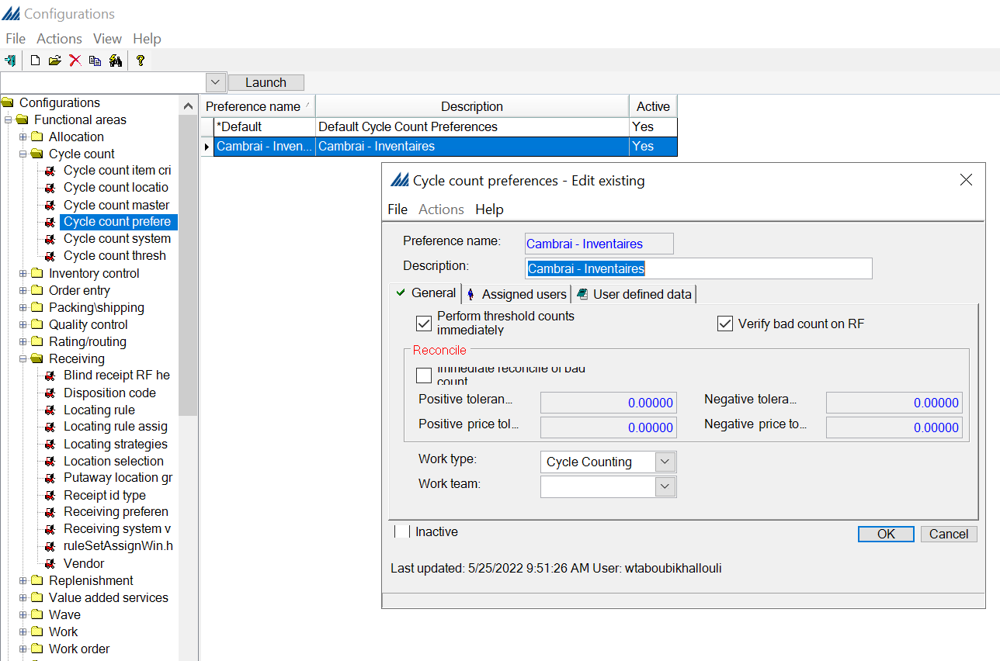 Configurations
File Actions View Help
Launch
Configurations
Functional areas
Allocation
Cycle count
Cycle count item cri
Cycle count locatio
Cycle count master
Cycle count prefere
Cycle count system
Cycle count thresh
Inventory control
Order entry
Packing\shipping
Quality control
Rating/routing
Receiving
Blind receipt RF he
Disposition code
Locating rule
Locating rule assig
Locating strategies
Location selection
Putaway location gr
Receipt id type
Receiving preferen
Receiving system v
ruleSetAssignWin.h
Vendor
Replenishment
Value added services
Wave
Work
Work order
Preference name Description Active
*Default Default Cycle Count Preferences Yes
Cambrai - Inven... Cambrai - Inventaires Yes
Cycle count preferences - Edit existing
File Actions Help
Preference name: Cambrai - Inventaires
Description: Cambrai - Inventaires
General Assigned users User defined data
Perform threshold counts
immediately
Verify bad count on RF
Reconcile
Immediate reconcile of bad
count
Positive toleran... 0.00000 Negative tolera... 0.00000
Positive price tol... 0.00000 Negative price to... 0.00000
Work type: Cycle Counting
Work team:
Inactive
OK Cancel
Last updated: 5/25/2022 9:51:26 AM User: wtaboubikhallouli